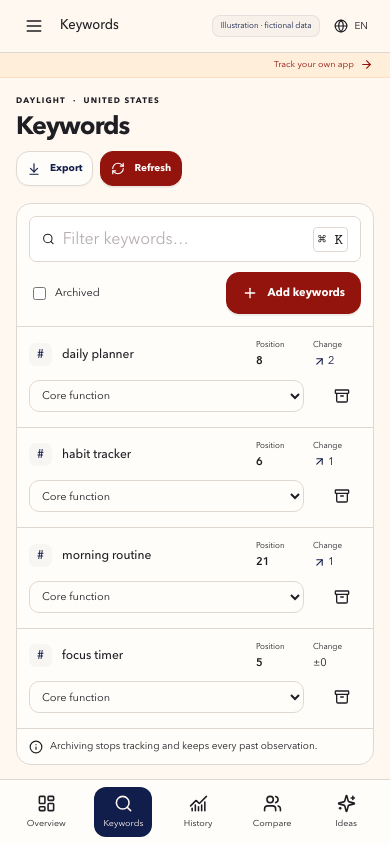 Keywords
Illustration · fictional data
EN
Track your own app
DAYLIGHT · UNITED STATES
Keywords
Export
Refresh
Filter keywords...
⌘ K
Archived
Add keywords
# daily planner
Position
8
Change
2
Core function
# habit tracker
Position
6
Change
1
Core function
# morning routine
Position
21
Change
1
Core function
# focus timer
Position
5
Change
±0
Core function
Archiving stops tracking and keeps every past observation.
Overview
Keywords
History
Compare
Ideas